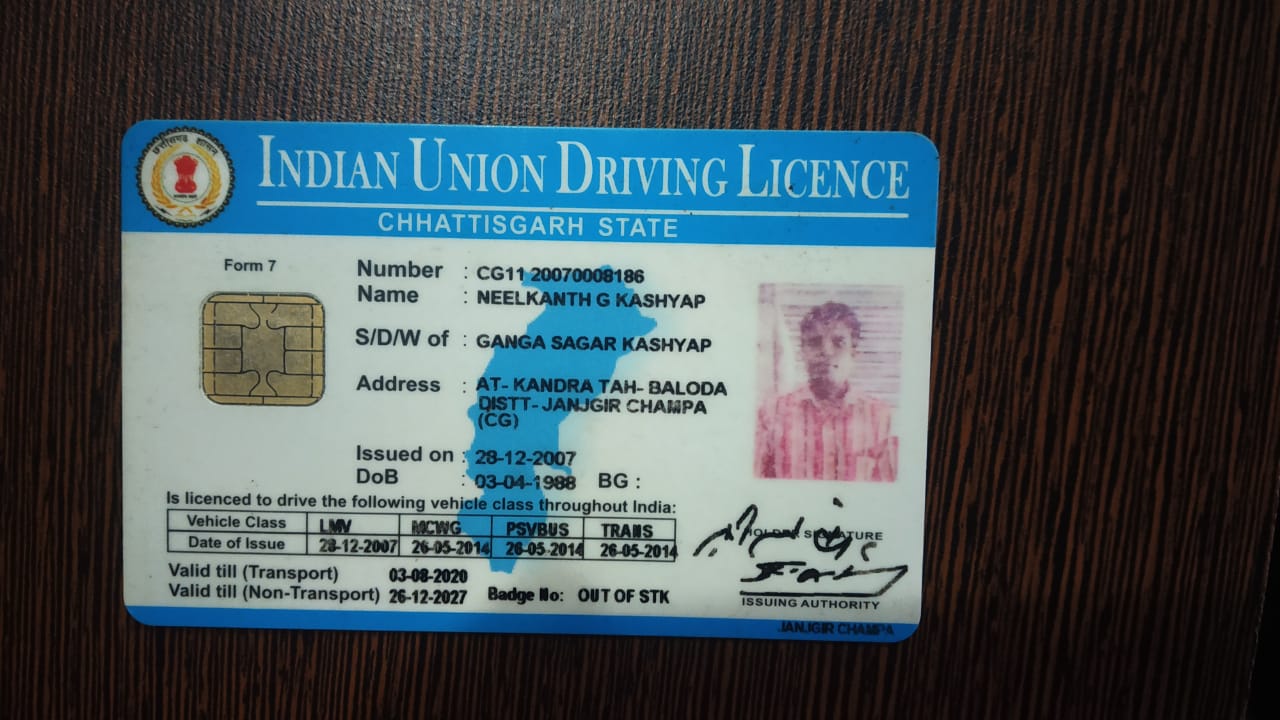 छत्तीसगढ़ शासन
INDIAN UNION DRIVING LICENCE
CHHATTISGARH STATE
Form 7
Number : CG11 20070008186
Name : NEELKANTH G KASHYAP
S/D/W of : GANGA SAGAR KASHYAP
Address : AT- KANDRA TAH- BALODA
DISTT- JANJGIR CHAMPA
(CG)
Issued on : 28-12-2007
DoB : 03-04-1988 BG :
Is licenced to drive the following vehicle class throughout India:
Vehicle Class LMV MCWG PSVBUS TRANS
Date of Issue 28-12-2007 26-05-2014 26-05-2014 26-05-2014
HOLDER SIGNATURE
Valid till (Transport) 03-08-2020
Valid till (Non-Transport) 26-12-2027 Badge No: OUT OF STK
ISSUING AUTHORITY
JANJGIR CHAMPA